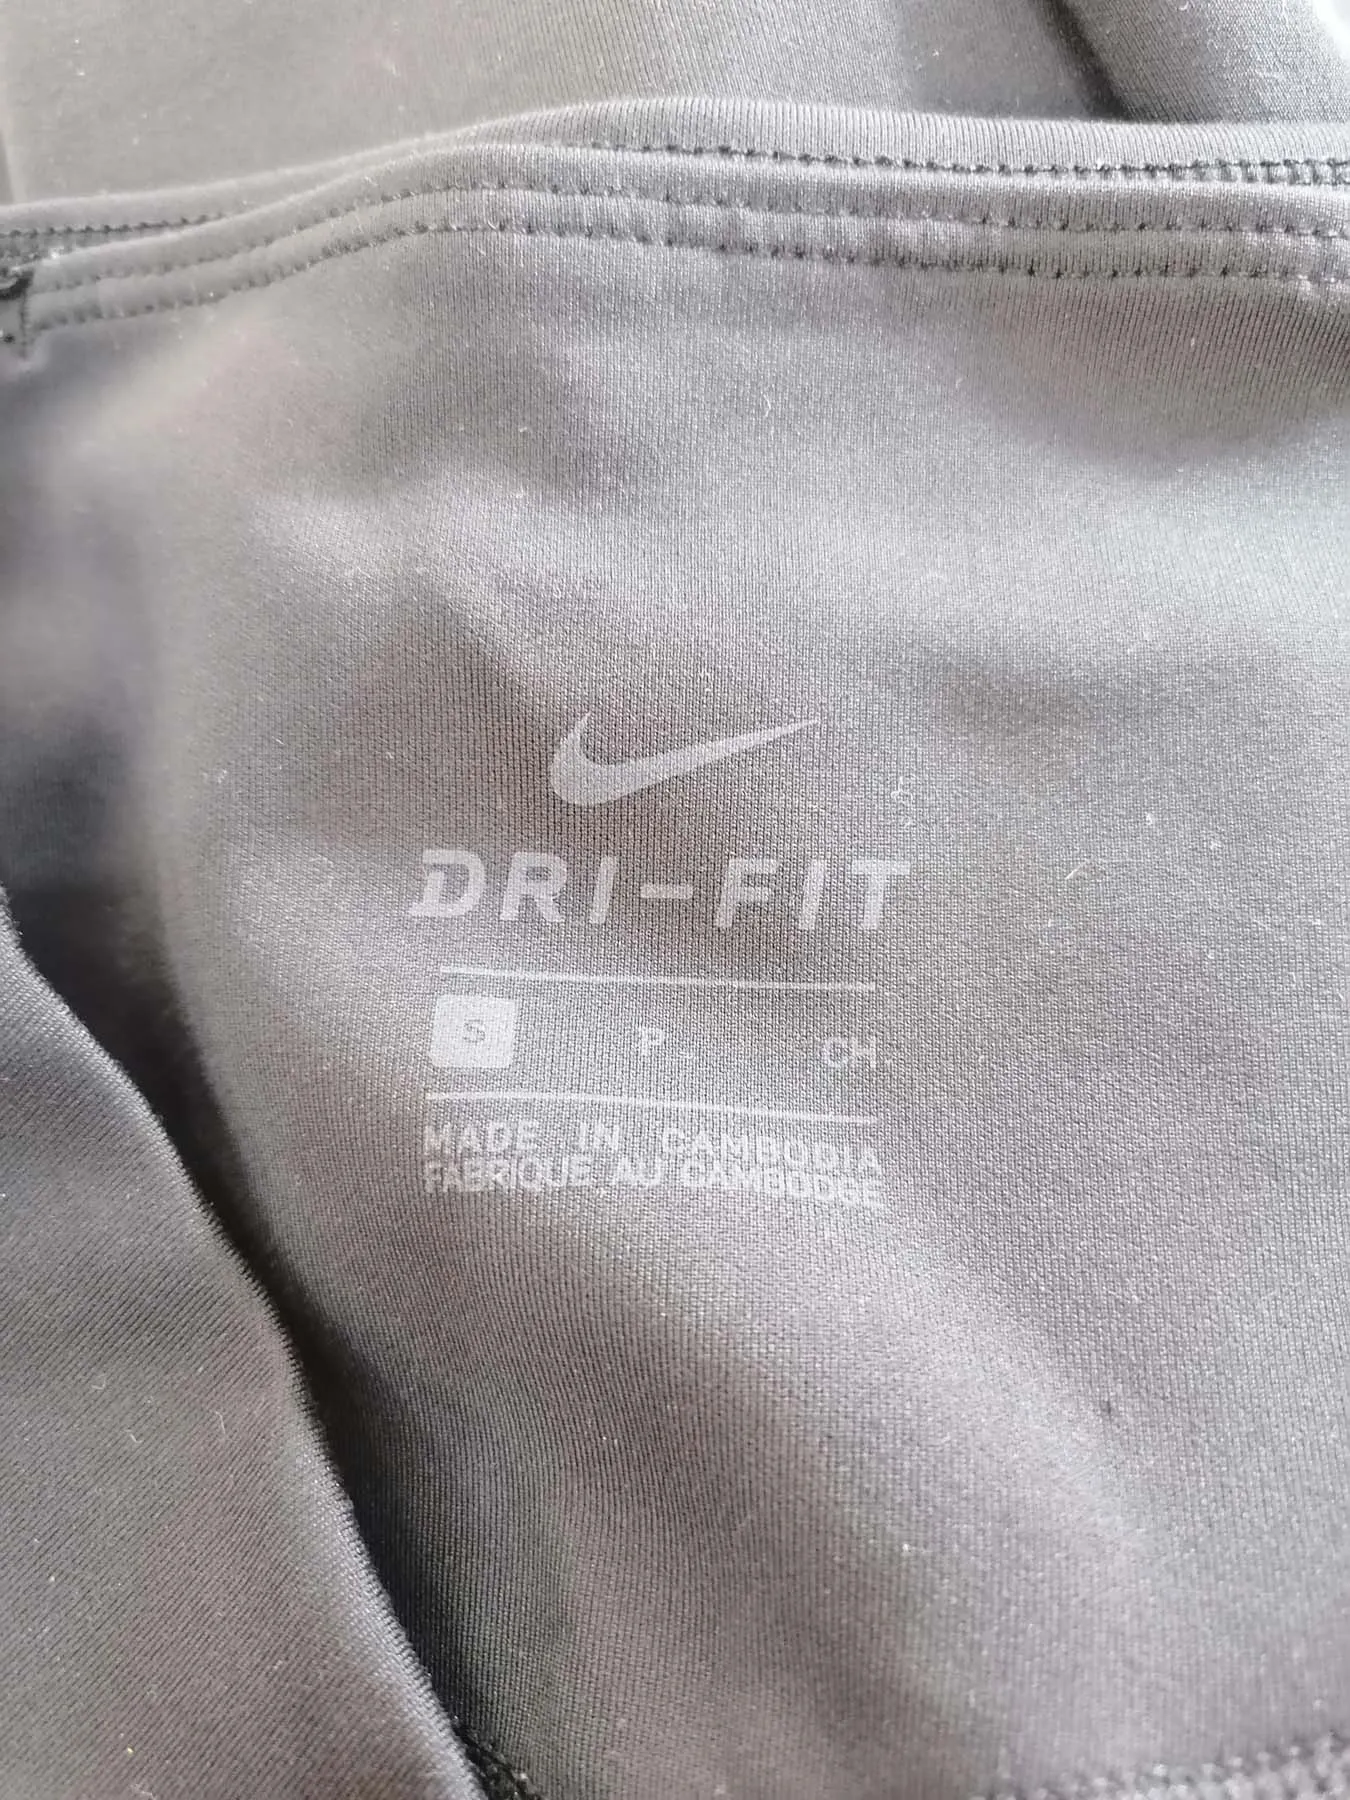 DRI-FIT
S P CH
MADE IN CAMBODIA
FABRIQUE AU CAMBODGE